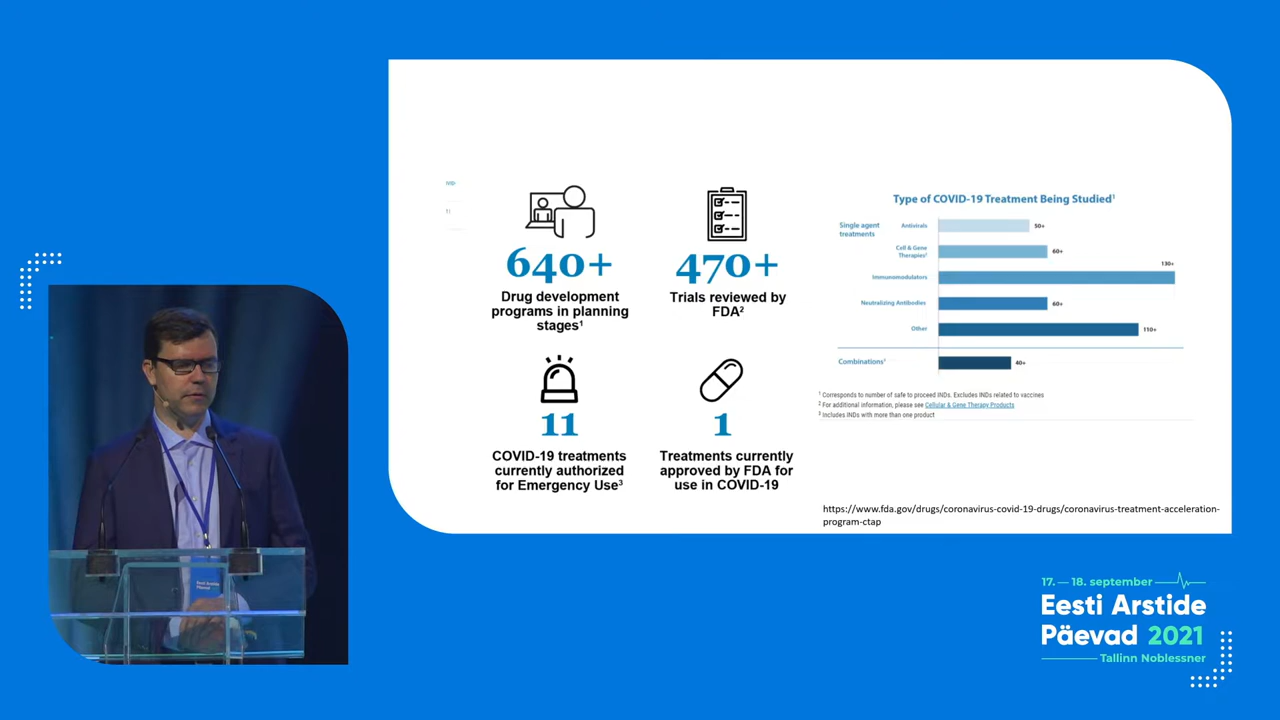 640+
Drug development
programs in planning
stages¹
470+
Trials reviewed by
FDA²
11
COVID-19 treatments
currently authorized
for Emergency Use³
1
Treatments currently
approved by FDA for
use in COVID-19
Type of COVID-19 Treatment Being Studied¹
Single agent
treatments
Antivirals
50+
Cell & Gene
Therapies²
60+
Immunomodulators
130+
Neutralizing Antibodies
60+
Other
110+
Combinations³
40+
¹ Corresponds to number of safe to proceed INDs. Excludes INDs related to vaccines
² For additional information, please see Cellular & Gene Therapy Products
³ Includes INDs with more than one product
https://www.fda.gov/drugs/coronavirus-covid-19-drugs/coronavirus-treatment-acceleration-
program-ctap
Eesti Arstide
Päevad
17. — 18. september
Eesti Arstide
Päevad 2021
Tallinn Noblessner